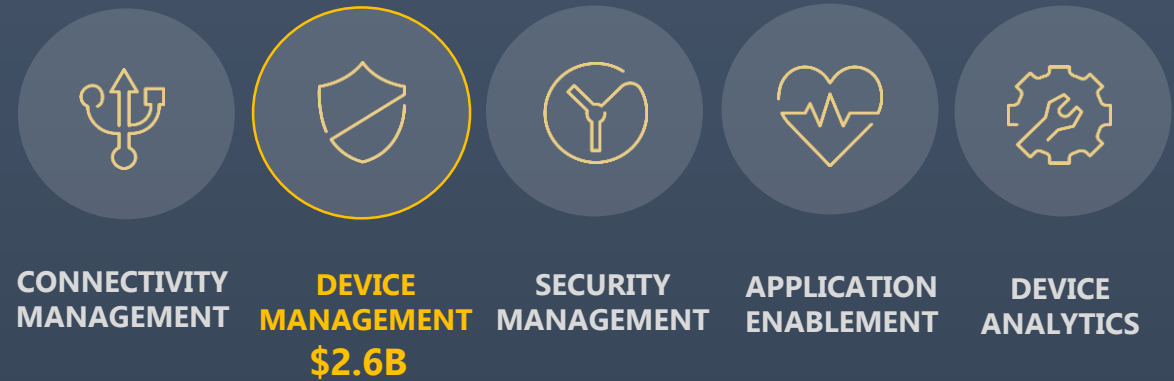 CONNECTIVITY
MANAGEMENT
DEVICE
MANAGEMENT
$2.6B
SECURITY
MANAGEMENT
APPLICATION
ENABLEMENT
DEVICE
ANALYTICS